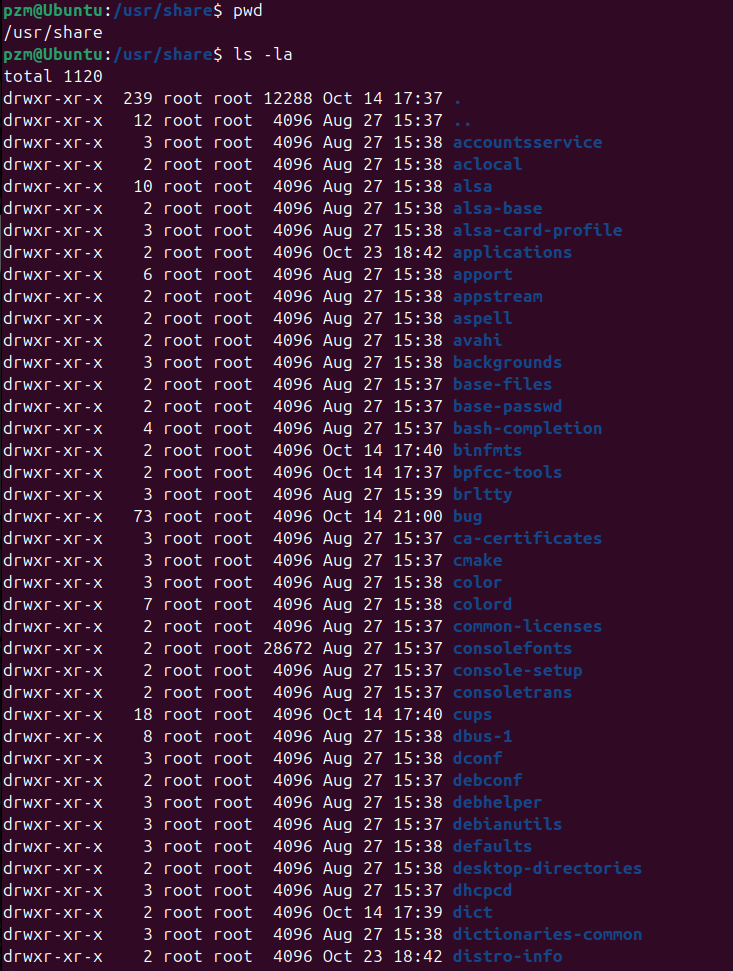 pzm@Ubuntu:/usr/share$ pwd
/usr/share
pzm@Ubuntu:/usr/share$ ls -la
total 1120
drwxr-xr-x  239 root root 12288 Oct 14 17:37 .
drwxr-xr-x   12 root root  4096 Aug 27 15:37 ..
drwxr-xr-x    3 root root  4096 Aug 27 15:38 accountsservice
drwxr-xr-x    2 root root  4096 Aug 27 15:38 aclocal
drwxr-xr-x   10 root root  4096 Aug 27 15:38 alsa
drwxr-xr-x    2 root root  4096 Aug 27 15:38 alsa-base
drwxr-xr-x    3 root root  4096 Aug 27 15:38 alsa-card-profile
drwxr-xr-x    2 root root  4096 Oct 23 18:42 applications
drwxr-xr-x    6 root root  4096 Aug 27 15:38 apport
drwxr-xr-x    2 root root  4096 Aug 27 15:38 appstream
drwxr-xr-x    2 root root  4096 Aug 27 15:38 aspell
drwxr-xr-x    2 root root  4096 Aug 27 15:38 avahi
drwxr-xr-x    3 root root  4096 Aug 27 15:38 backgrounds
drwxr-xr-x    2 root root  4096 Aug 27 15:37 base-files
drwxr-xr-x    2 root root  4096 Aug 27 15:37 base-passwd
drwxr-xr-x    4 root root  4096 Aug 27 15:37 bash-completion
drwxr-xr-x    2 root root  4096 Oct 14 17:40 binfmts
drwxr-xr-x    2 root root  4096 Oct 14 17:37 bpfcc-tools
drwxr-xr-x    3 root root  4096 Aug 27 15:39 brltty
drwxr-xr-x   73 root root  4096 Oct 14 21:00 bug
drwxr-xr-x    3 root root  4096 Aug 27 15:37 ca-certificates
drwxr-xr-x    3 root root  4096 Aug 27 15:37 cmake
drwxr-xr-x    3 root root  4096 Aug 27 15:38 color
drwxr-xr-x    7 root root  4096 Aug 27 15:38 colord
drwxr-xr-x    2 root root  4096 Aug 27 15:37 common-licenses
drwxr-xr-x    2 root root 28672 Aug 27 15:37 consolefonts
drwxr-xr-x    2 root root  4096 Aug 27 15:37 console-setup
drwxr-xr-x    2 root root  4096 Aug 27 15:37 consoletrans
drwxr-xr-x   18 root root  4096 Oct 14 17:40 cups
drwxr-xr-x    8 root root  4096 Aug 27 15:38 dbus-1
drwxr-xr-x    3 root root  4096 Aug 27 15:38 dconf
drwxr-xr-x    2 root root  4096 Aug 27 15:37 debconf
drwxr-xr-x    3 root root  4096 Aug 27 15:38 debhelper
drwxr-xr-x    3 root root  4096 Aug 27 15:37 debianutils
drwxr-xr-x    3 root root  4096 Aug 27 15:38 defaults
drwxr-xr-x    2 root root  4096 Aug 27 15:38 desktop-directories
drwxr-xr-x    3 root root  4096 Aug 27 15:37 dhcpcd
drwxr-xr-x    2 root root  4096 Oct 14 17:39 dict
drwxr-xr-x    3 root root  4096 Aug 27 15:38 dictionaries-common
drwxr-xr-x    2 root root  4096 Oct 23 18:42 distro-info